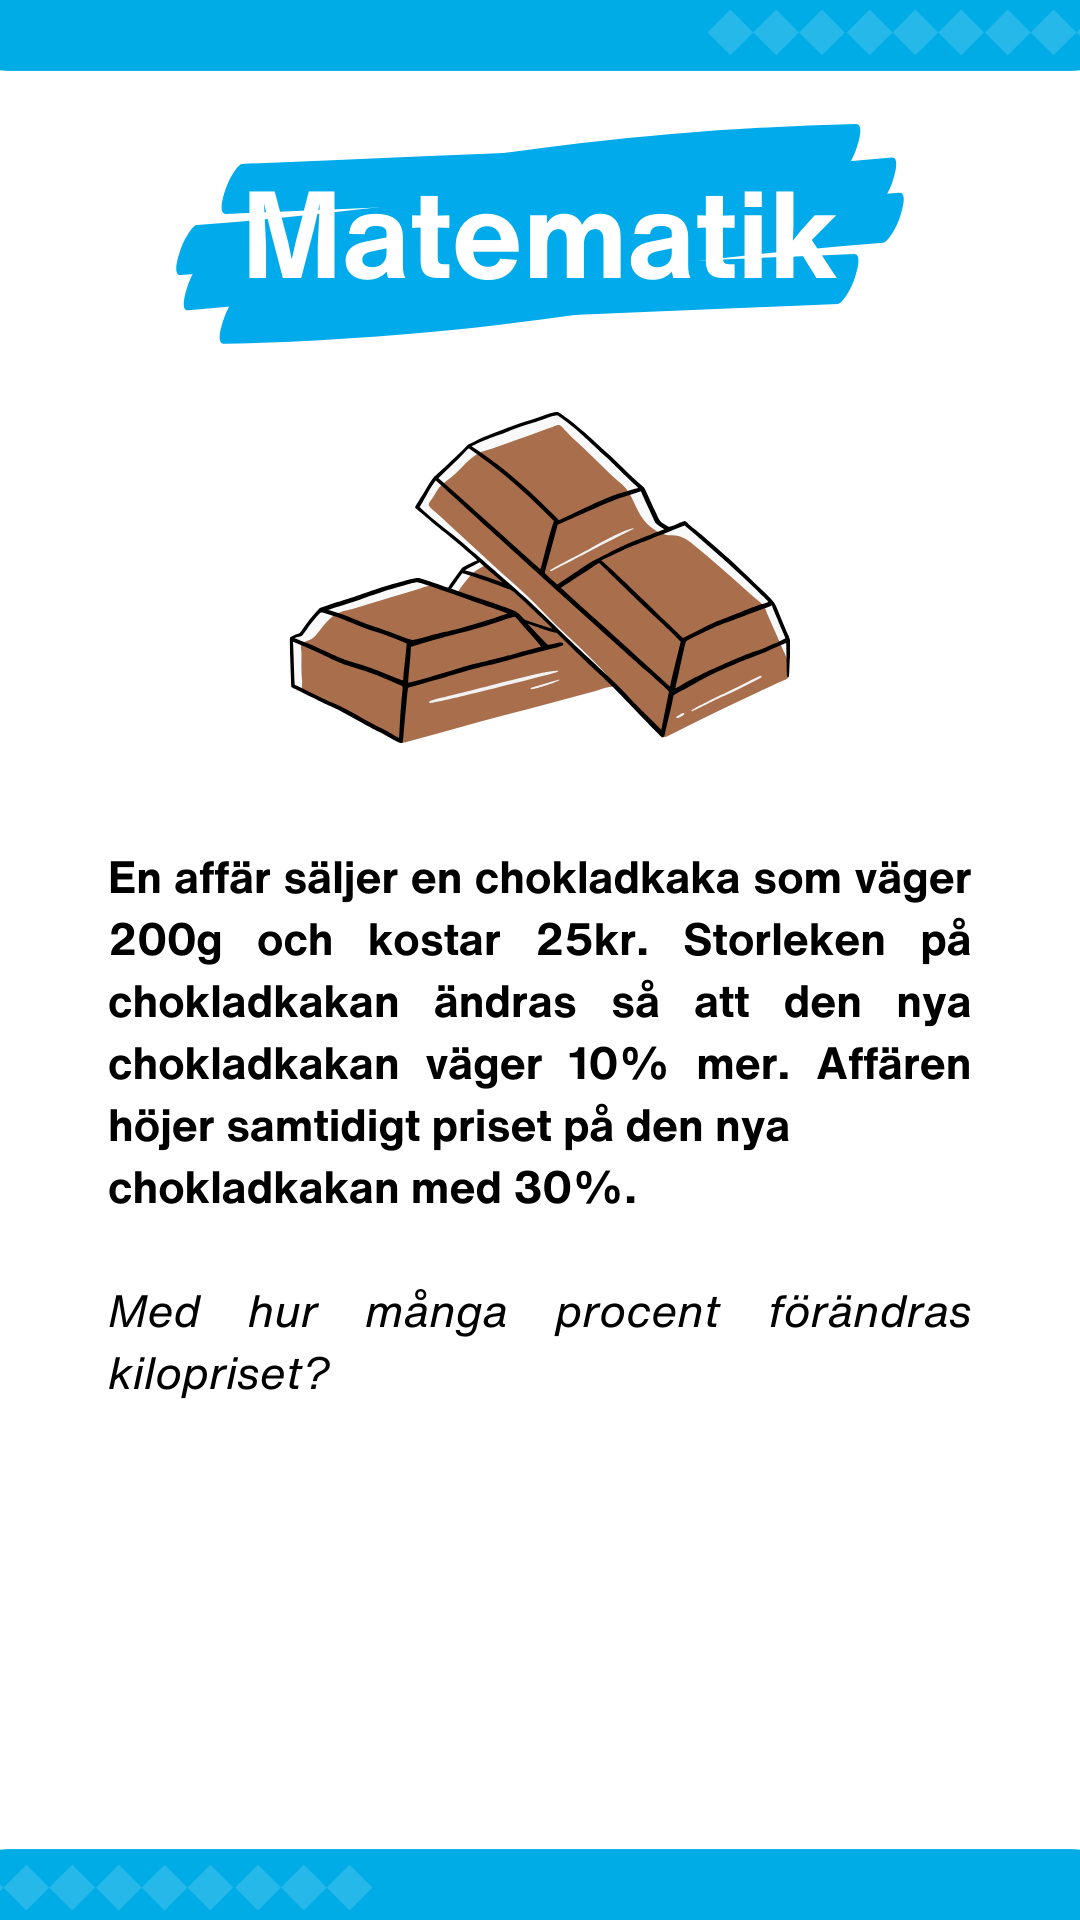 Matematik
En affär säljer en chokladkaka som väger
200g och kostar 25kr. Storleken på
chokladkakan ändras så att den nya
chokladkakan väger 10% mer. Affären
höjer samtidigt priset på den nya
chokladkakan med 30%.
Med hur många procent förändras
kilopriset?